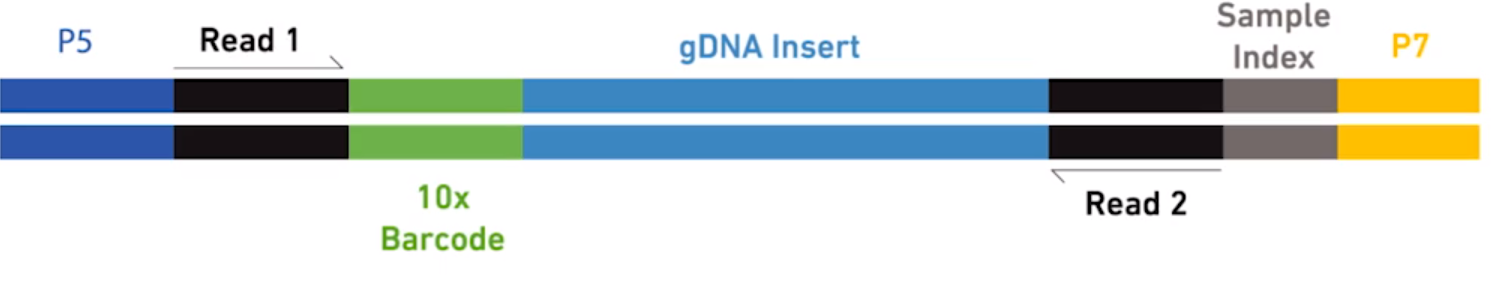 P5
Read 1
gDNA Insert
Sample
Index
P7
10x
Barcode
Read 2